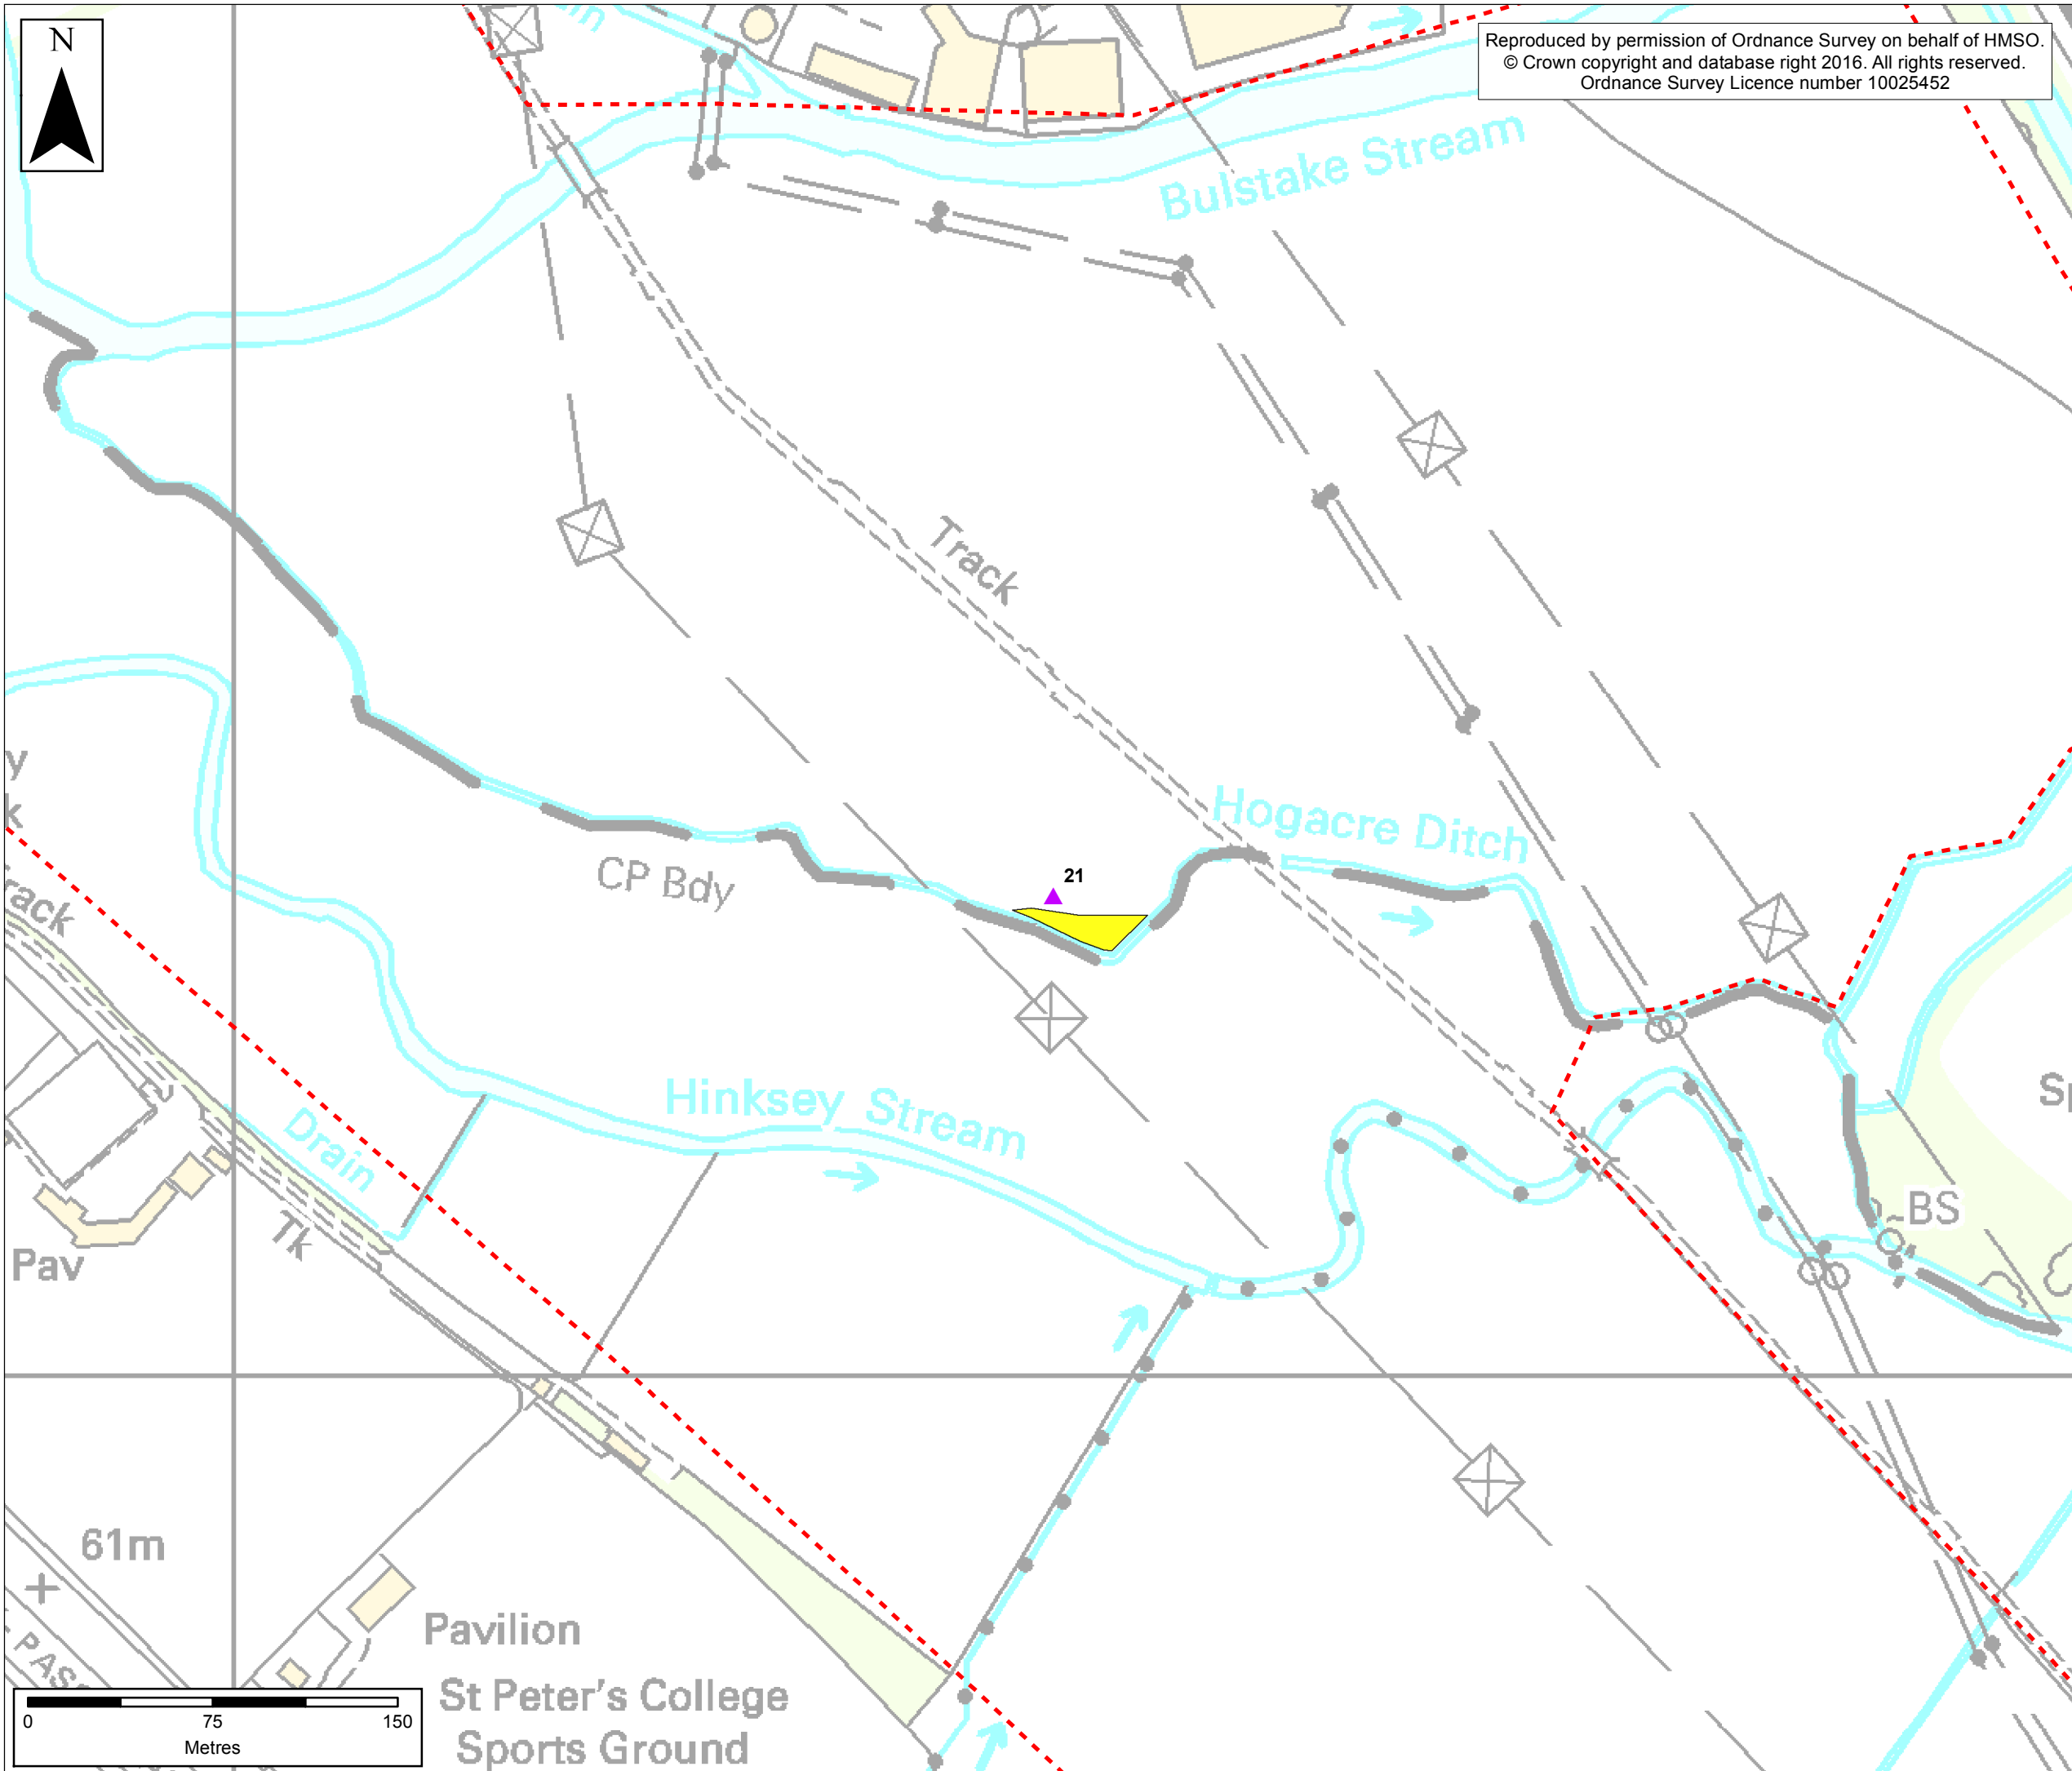 N
Reproduced by permission of Ordnance Survey on behalf of HMSO.
© Crown copyright and database right 2016. All rights reserved.
Ordnance Survey Licence number 10025452
Bulstake Stream
Track
Hogacre Ditch
21
CP Bdy
y
k
rack
Hinksey Stream
Drain
Tk
Pav
BS
61m
Pavilion
St Peter's College
Sports Ground
0 75 150
Metres